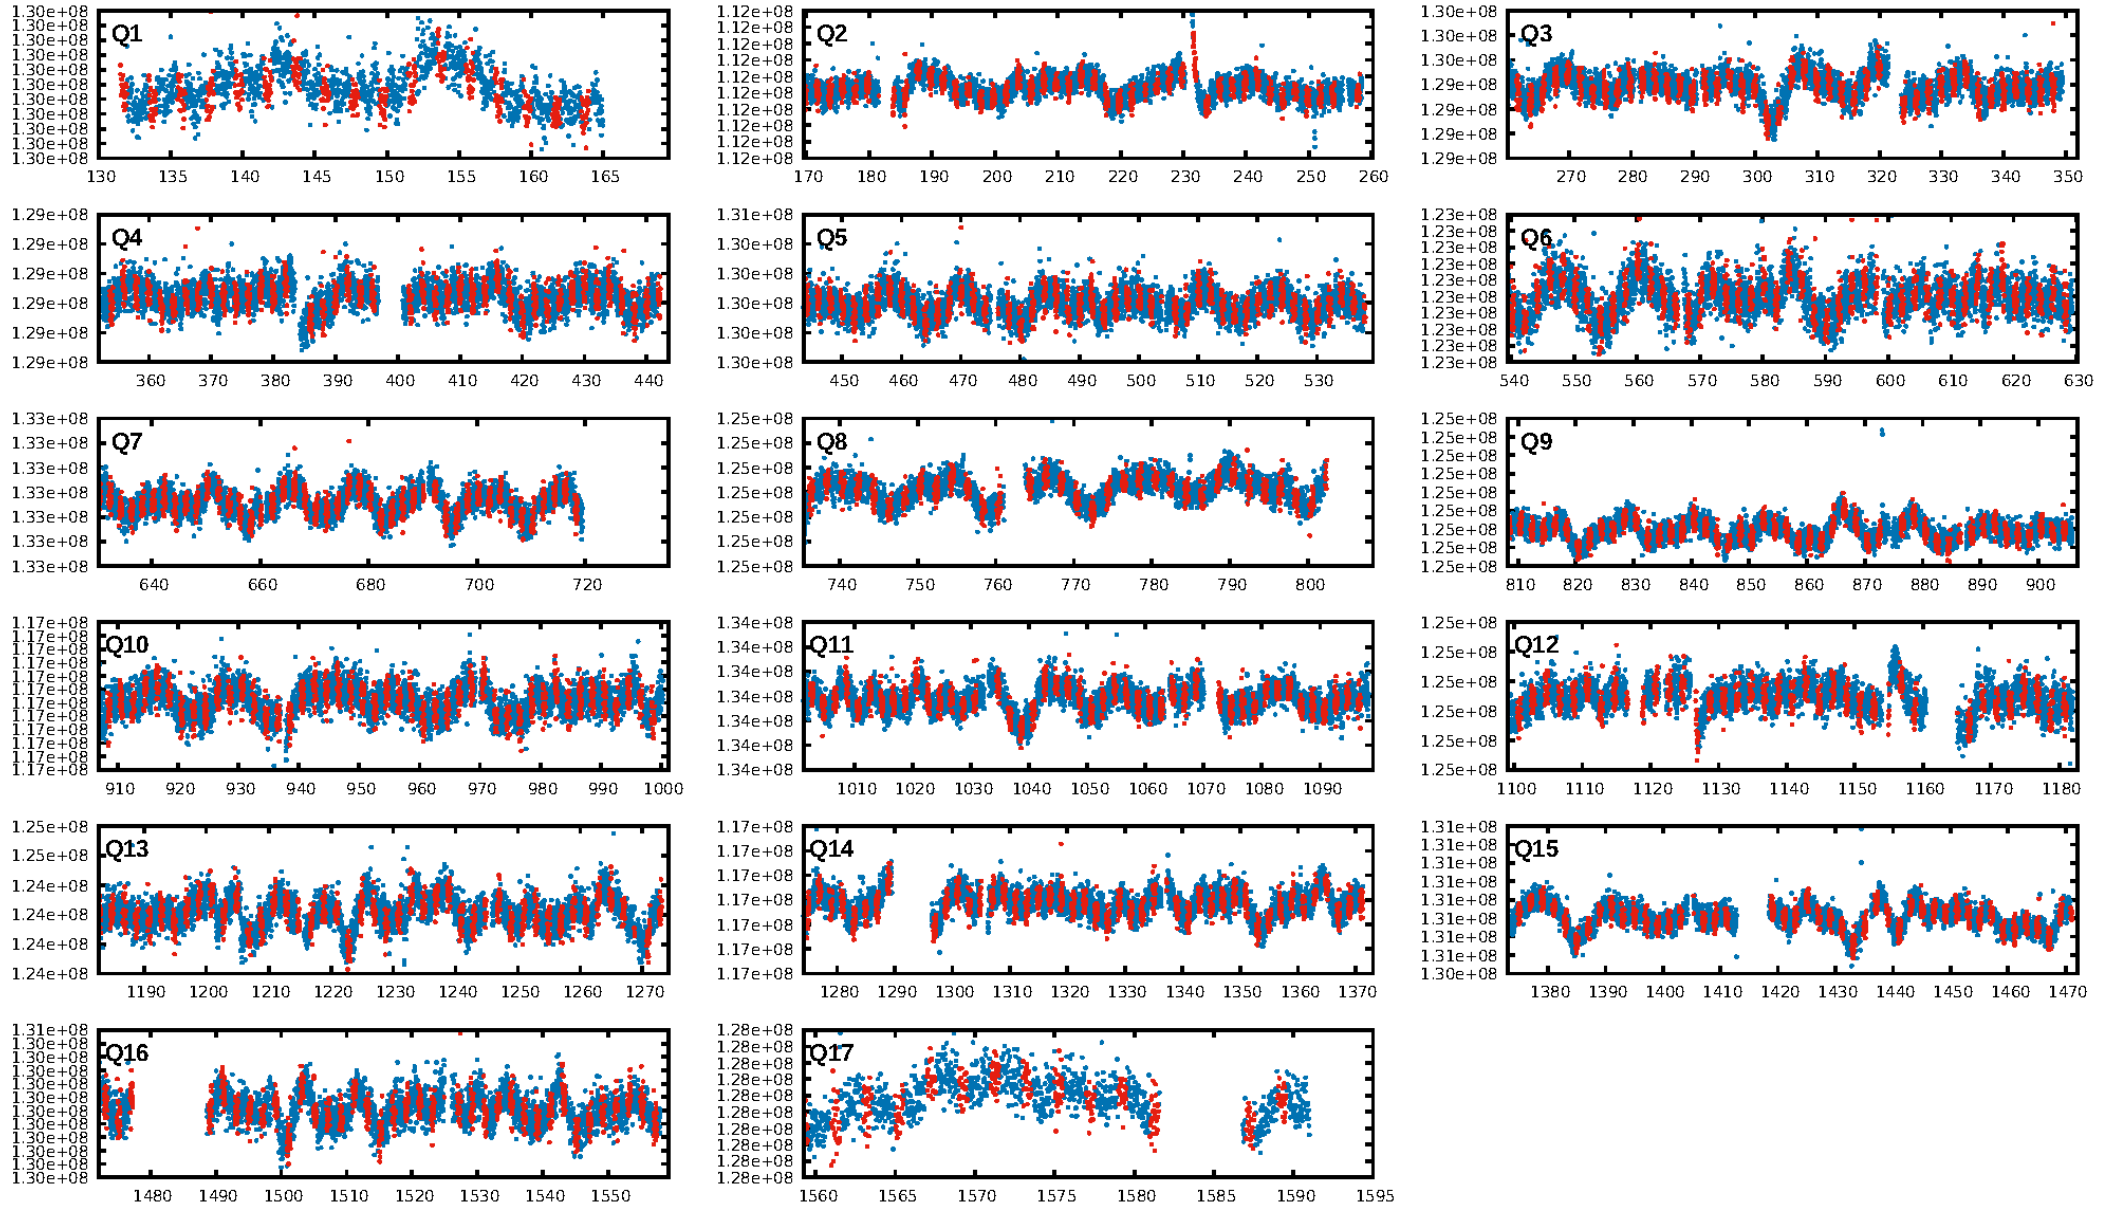 Q1
1.30e+08
1.30e+08
1.30e+08
1.30e+08
1.30e+08
1.30e+08
1.30e+08
1.30e+08
1.30e+08
1.30e+08
1.30e+08
130 135 140 145 150 155 160 165
Q2
1.12e+08
1.12e+08
1.12e+08
1.12e+08
1.12e+08
1.12e+08
1.12e+08
1.12e+08
1.12e+08
1.12e+08
170 180 190 200 210 220 230 240 250 260
Q3
1.30e+08
1.30e+08
1.29e+08
1.29e+08
1.29e+08
1.29e+08
1.29e+08
270 280 290 300 310 320 330 340 350
Q4
1.29e+08
1.29e+08
1.29e+08
1.29e+08
1.29e+08
1.29e+08
360 370 380 390 400 410 420 430 440
Q5
1.31e+08
1.30e+08
1.30e+08
1.30e+08
1.30e+08
1.30e+08
450 460 470 480 490 500 510 520 530
Q6
1.23e+08
1.23e+08
1.23e+08
1.23e+08
1.23e+08
1.23e+08
1.23e+08
1.23e+08
1.23e+08
1.23e+08
540 550 560 570 580 590 600 610 620 630
Q7
1.33e+08
1.33e+08
1.33e+08
1.33e+08
1.33e+08
1.33e+08
1.33e+08
640 660 680 700 720
Q8
1.25e+08
1.25e+08
1.25e+08
1.25e+08
1.25e+08
1.25e+08
1.25e+08
740 750 760 770 780 790 800
Q9
1.25e+08
1.25e+08
1.25e+08
1.25e+08
1.25e+08
1.25e+08
1.25e+08
1.25e+08
1.25e+08
810 820 830 840 850 860 870 880 890 900
Q10
1.17e+08
1.17e+08
1.17e+08
1.17e+08
1.17e+08
1.17e+08
1.17e+08
1.17e+08
1.17e+08
1.17e+08
1.17e+08
1.17e+08
910 920 930 940 950 960 970 980 990 1000
Q11
1.34e+08
1.34e+08
1.34e+08
1.34e+08
1.34e+08
1.34e+08
1.34e+08
1010 1020 1030 1040 1050 1060 1070 1080 1090
Q12
1.25e+08
1.25e+08
1.25e+08
1.25e+08
1.25e+08
1.25e+08
1100 1110 1120 1130 1140 1150 1160 1170 1180
Q13
1.25e+08
1.25e+08
1.24e+08
1.24e+08
1.24e+08
1.24e+08
1190 1200 1210 1220 1230 1240 1250 1260 1270
Q14
1.17e+08
1.17e+08
1.17e+08
1.17e+08
1.17e+08
1.17e+08
1.17e+08
1280 1290 1300 1310 1320 1330 1340 1350 1360 1370
Q15
1.31e+08
1.31e+08
1.31e+08
1.31e+08
1.31e+08
1.31e+08
1.31e+08
1.31e+08
1.30e+08
1380 1390 1400 1410 1420 1430 1440 1450 1460 1470
Q16
1.31e+08
1.30e+08
1.30e+08
1.30e+08
1.30e+08
1.30e+08
1.30e+08
1.30e+08
1.30e+08
1.30e+08
1.30e+08
1.30e+08
1480 1490 1500 1510 1520 1530 1540 1550
Q17
1.28e+08
1.28e+08
1.28e+08
1.28e+08
1.28e+08
1.28e+08
1.28e+08
1.28e+08
1.28e+08
1.28e+08
1560 1565 1570 1575 1580 1585 1590 1595